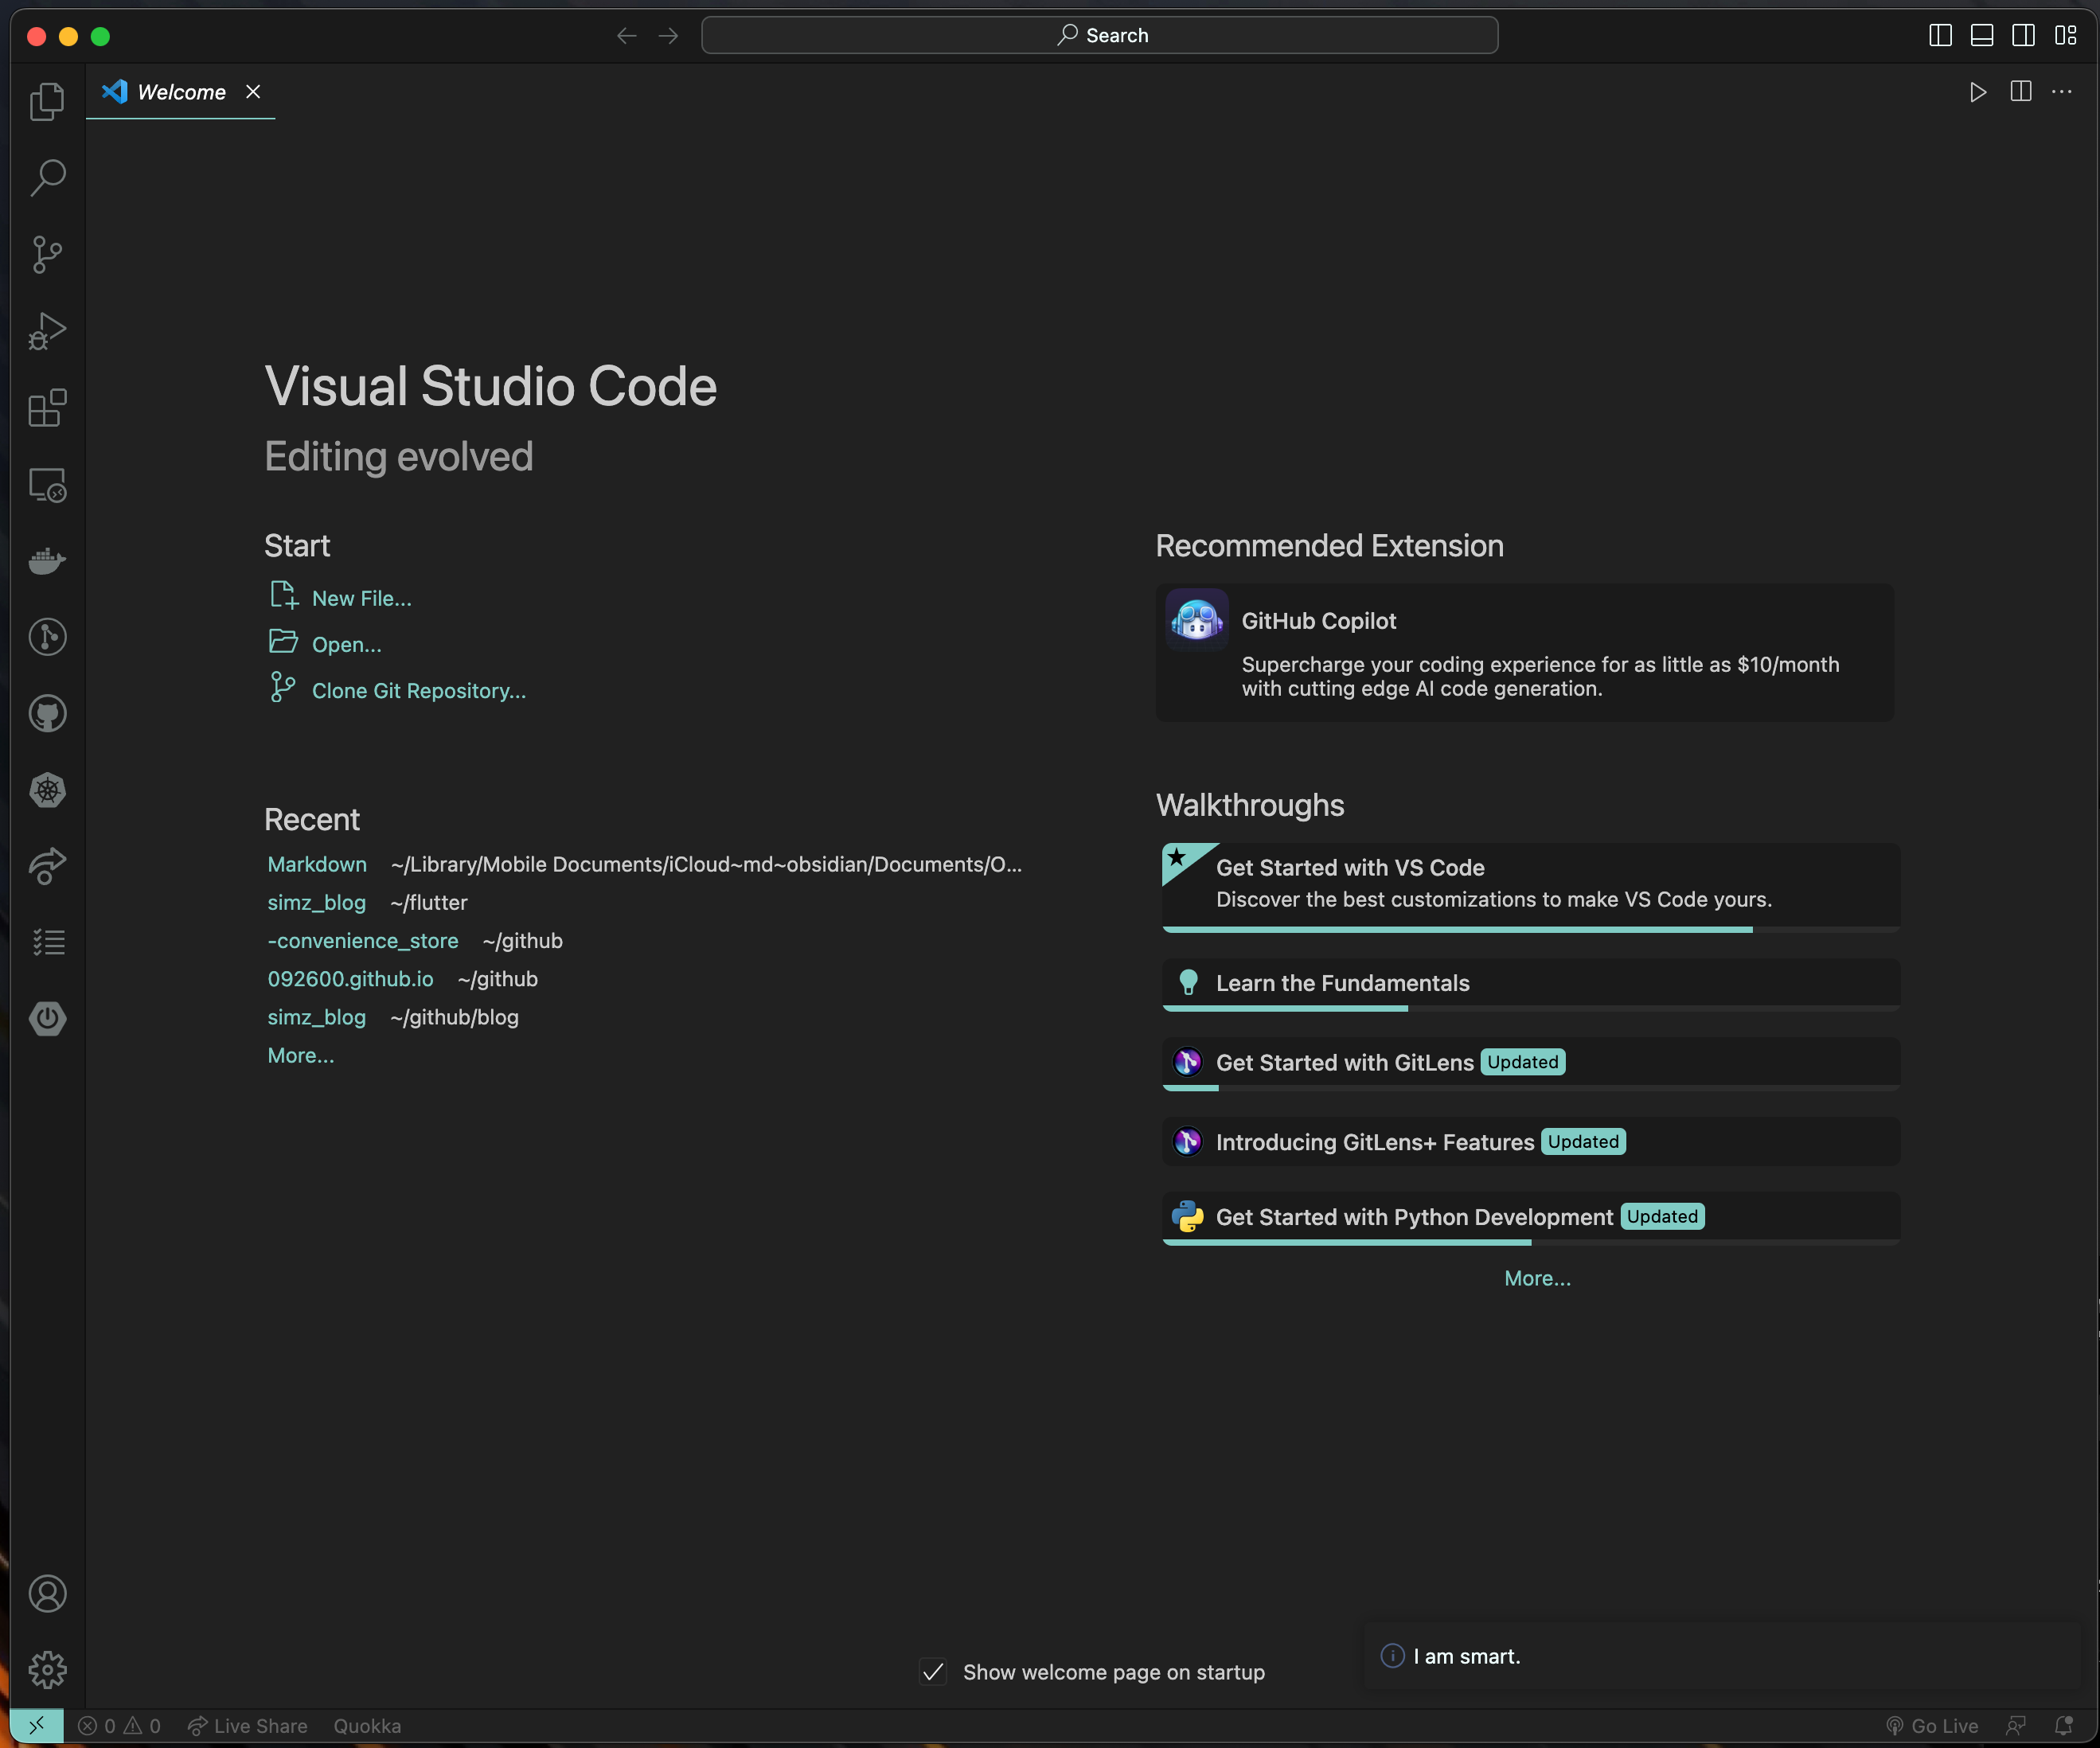 Search
Welcome
Visual Studio Code
Editing evolved
Start
New File...
Open...
Clone Git Repository...
Recent
Markdown ~/Library/Mobile Documents/iCloud~md~obsidian/Documents/O...
simz_blog ~/flutter
-convenience_store ~/github
092600.github.io ~/github
simz_blog ~/github/blog
More...
Recommended Extension
GitHub Copilot
Supercharge your coding experience for as little as $10/month
with cutting edge AI code generation.
Walkthroughs
Get Started with VS Code
Discover the best customizations to make VS Code yours.
Learn the Fundamentals
Get Started with GitLens Updated
Introducing GitLens+ Features Updated
Get Started with Python Development Updated
More...
Show welcome page on startup
I am smart.
0 0 Live Share Quokka Go Live